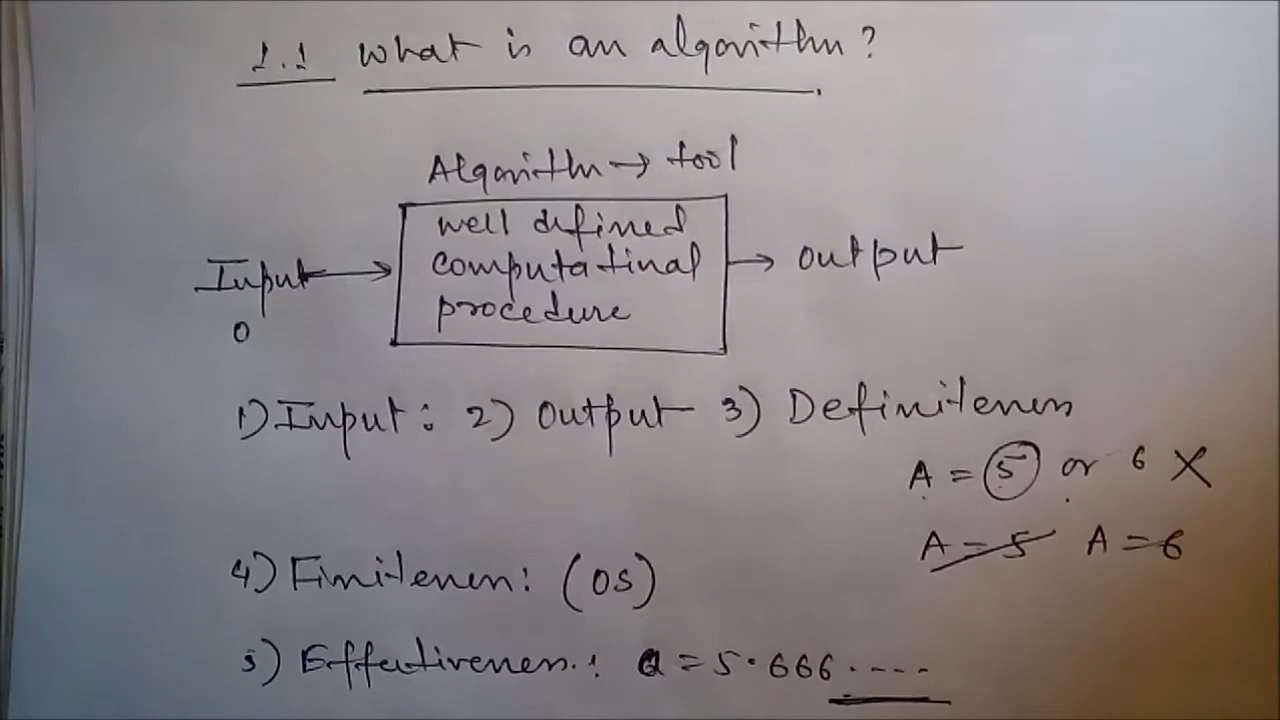 1.1 What is an algorithm?
Algorithm → tool
well defined
computatinal
procedure
Input → → output
0
1) Input: 2) output 3) Definiteness
A = 5 or 6 X
A = 5 A = 6
4) Finiteness: (OS)
5) Effectiveness: a = 5.666.----